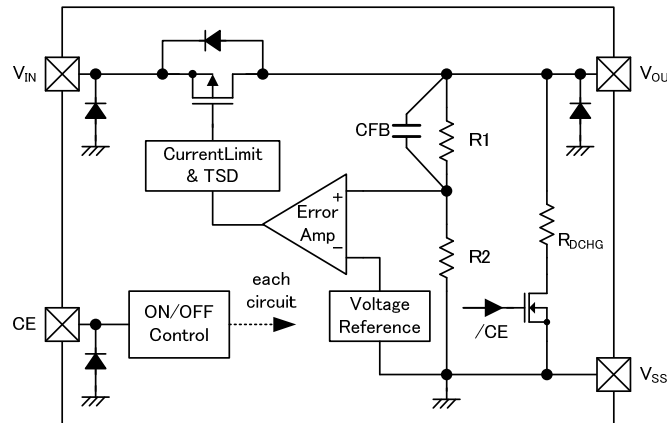 VIN
VOU
CFB
R1
CurrentLimit
& TSD
+
Error
Amp
−
R2
RDCHG
each
circuit
CE
ON/OFF
Control
Voltage
Reference
/CE
VSS